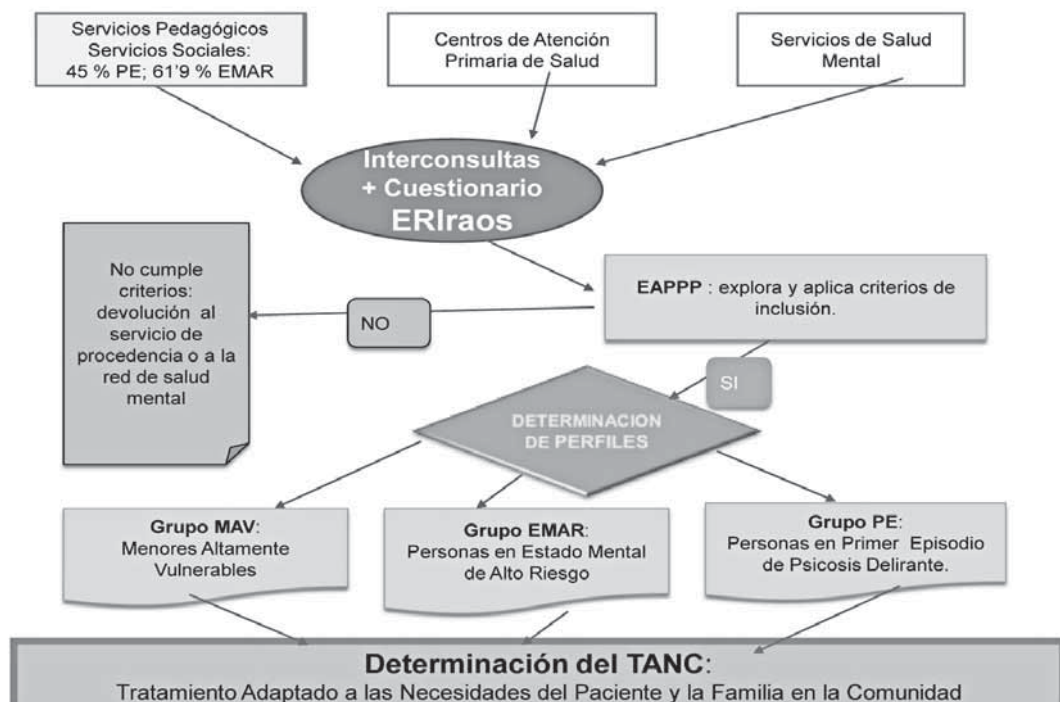 Servicios Pedagógicos
Servicios Sociales:
45 % PE; 61'9 % EMAR
Centros de Atención
Primaria de Salud
Servicios de Salud
Mental
Interconsultas
+ Cuestionario
ERIraos
No cumple
criterios:
devolución al
servicio de
procedencia o a la
red de salud
mental
NO
EAPPP : explora y aplica criterios de
inclusión.
SI
DETERMINACION
DE PERFILES
Grupo MAV:
Menores Altamente
Vulnerables
Grupo EMAR:
Personas en Estado Mental
de Alto Riesgo
Grupo PE:
Personas en Primer Episodio
de Psicosis Delirante.
Determinación del TANC:
Tratamiento Adaptado a las Necesidades del Paciente y la Familia en la Comunidad